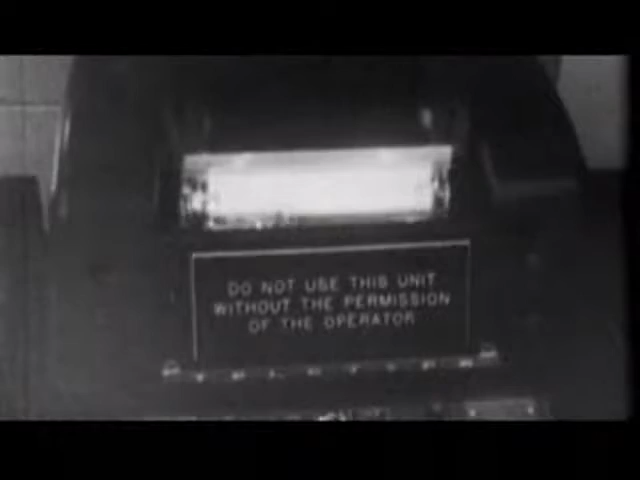 DO NOT USE THIS UNIT
WITHOUT THE PERMISSION
OF THE OPERATOR